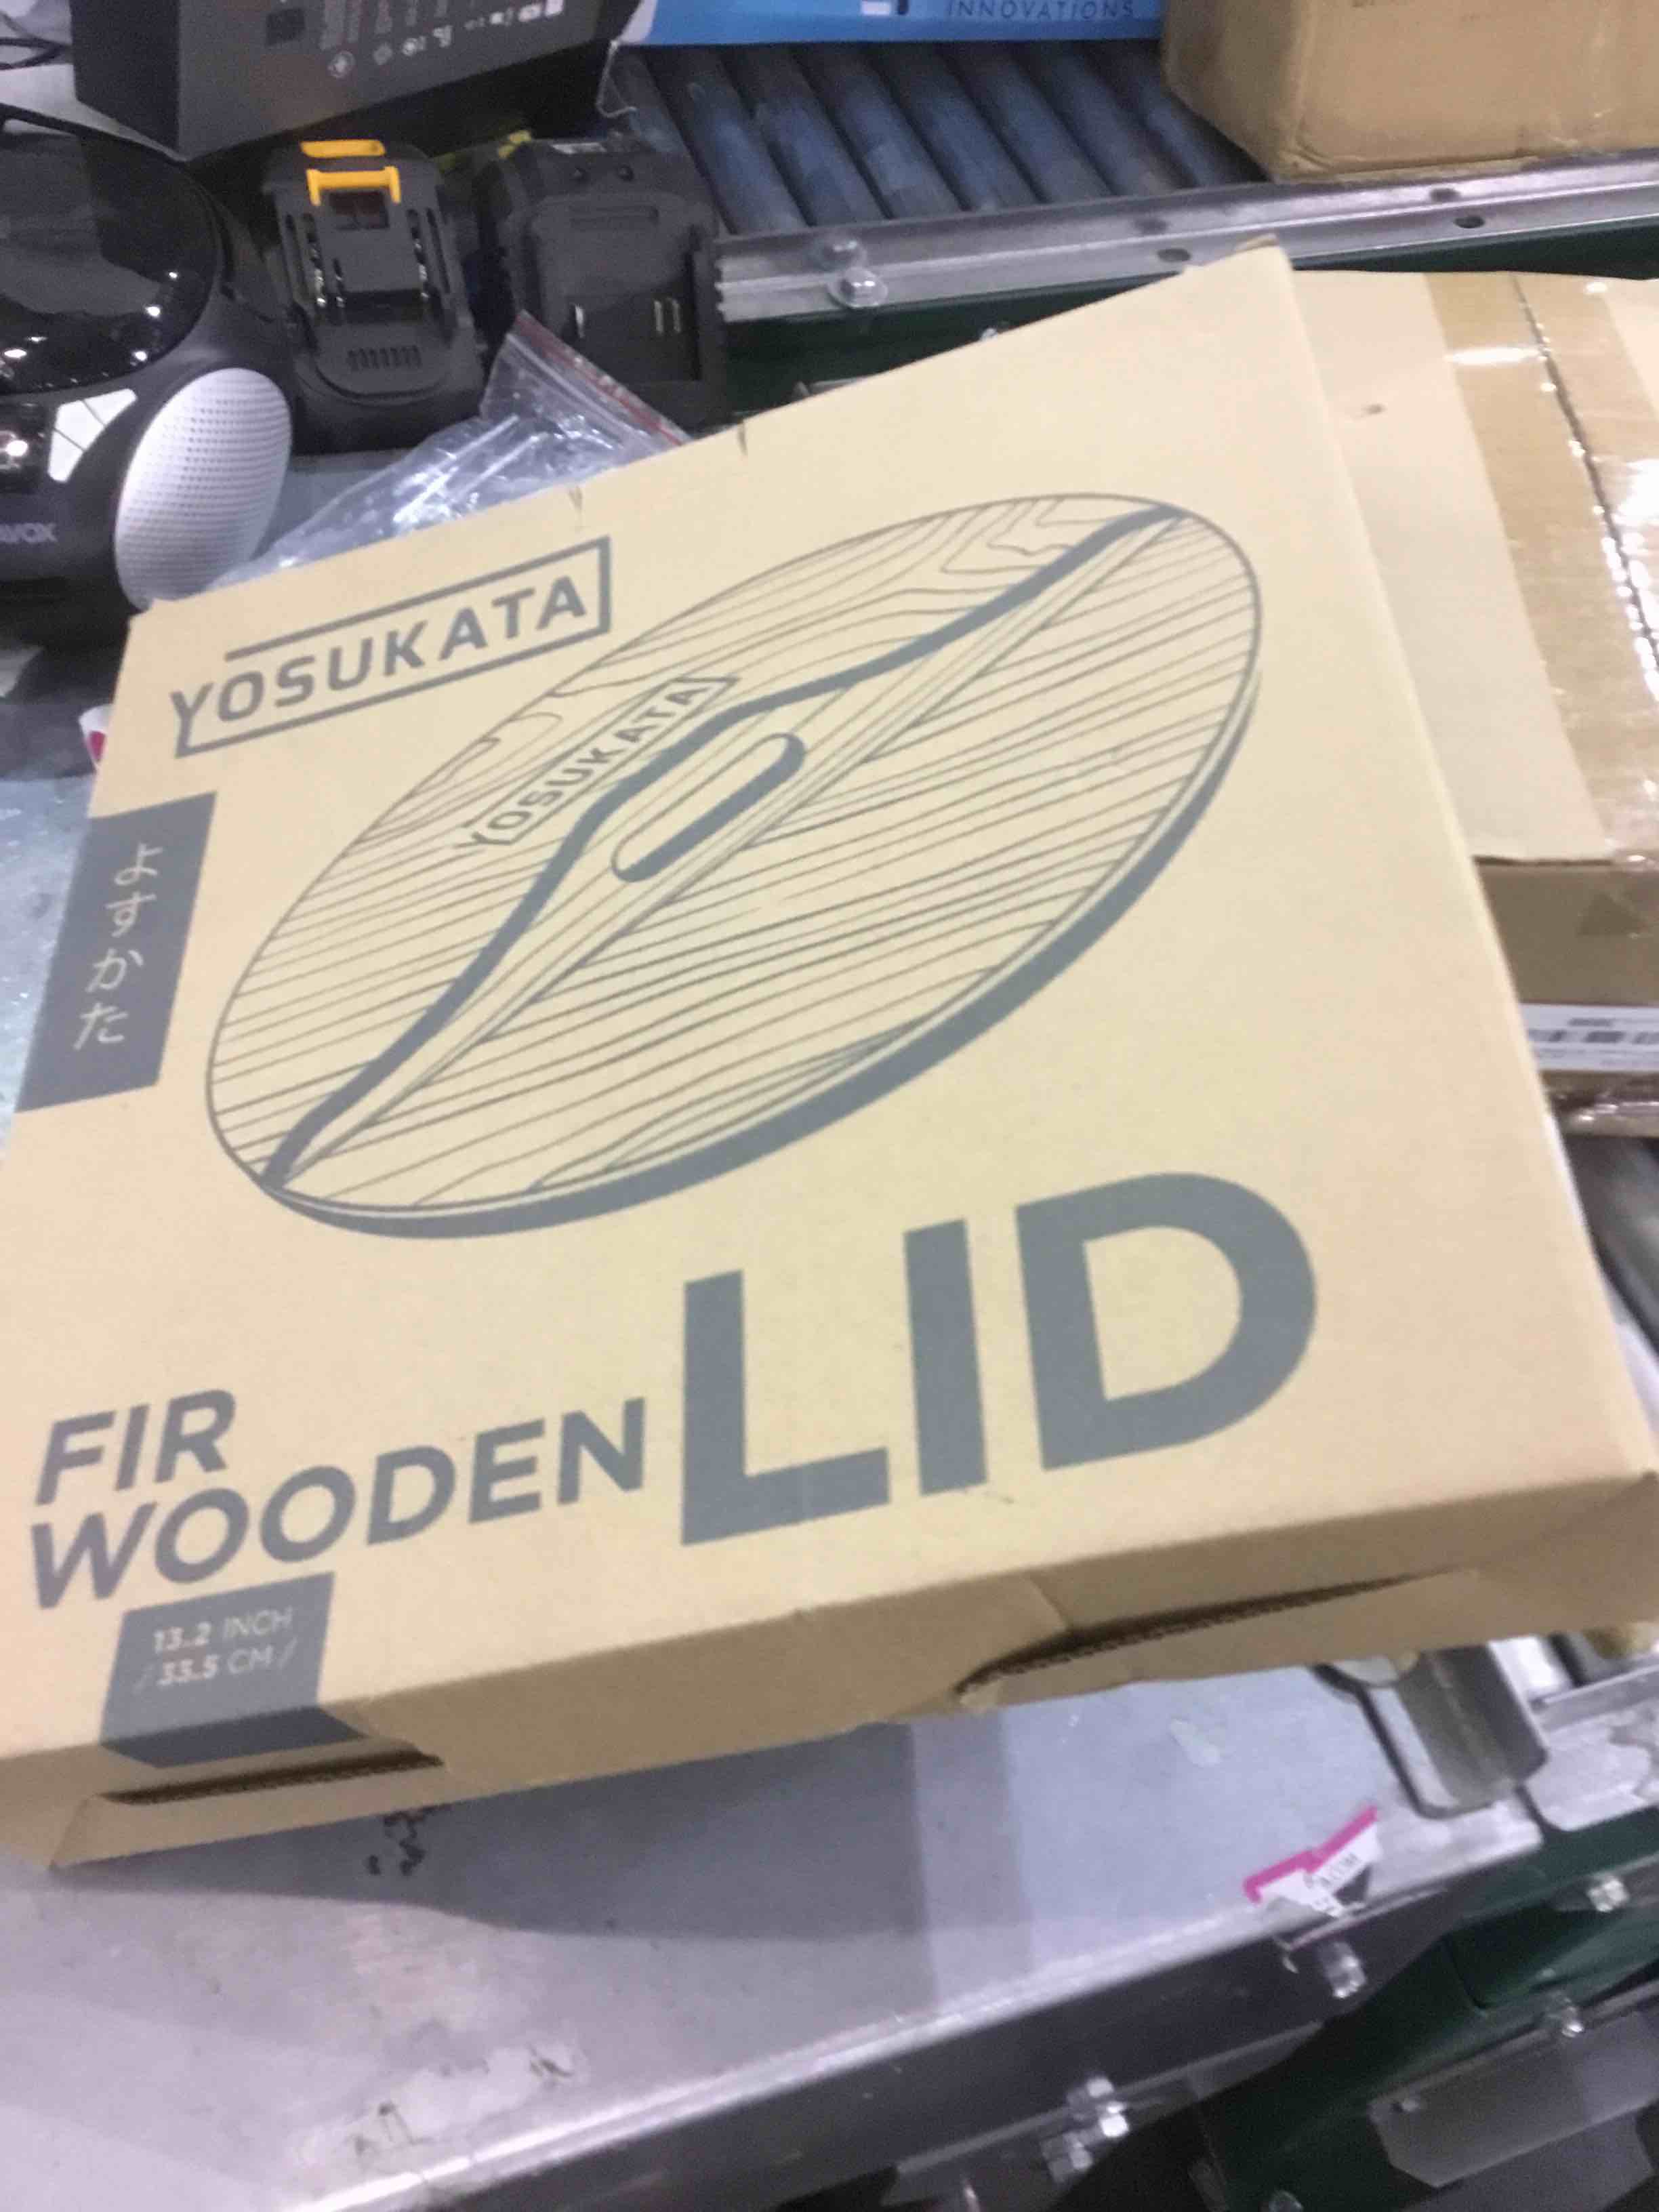 INNOVATIONS
YOSUKATA
YOSUKATA
よすかた
FIR
WOODEN LID
13.2 INCH
/ 33.5 CM /